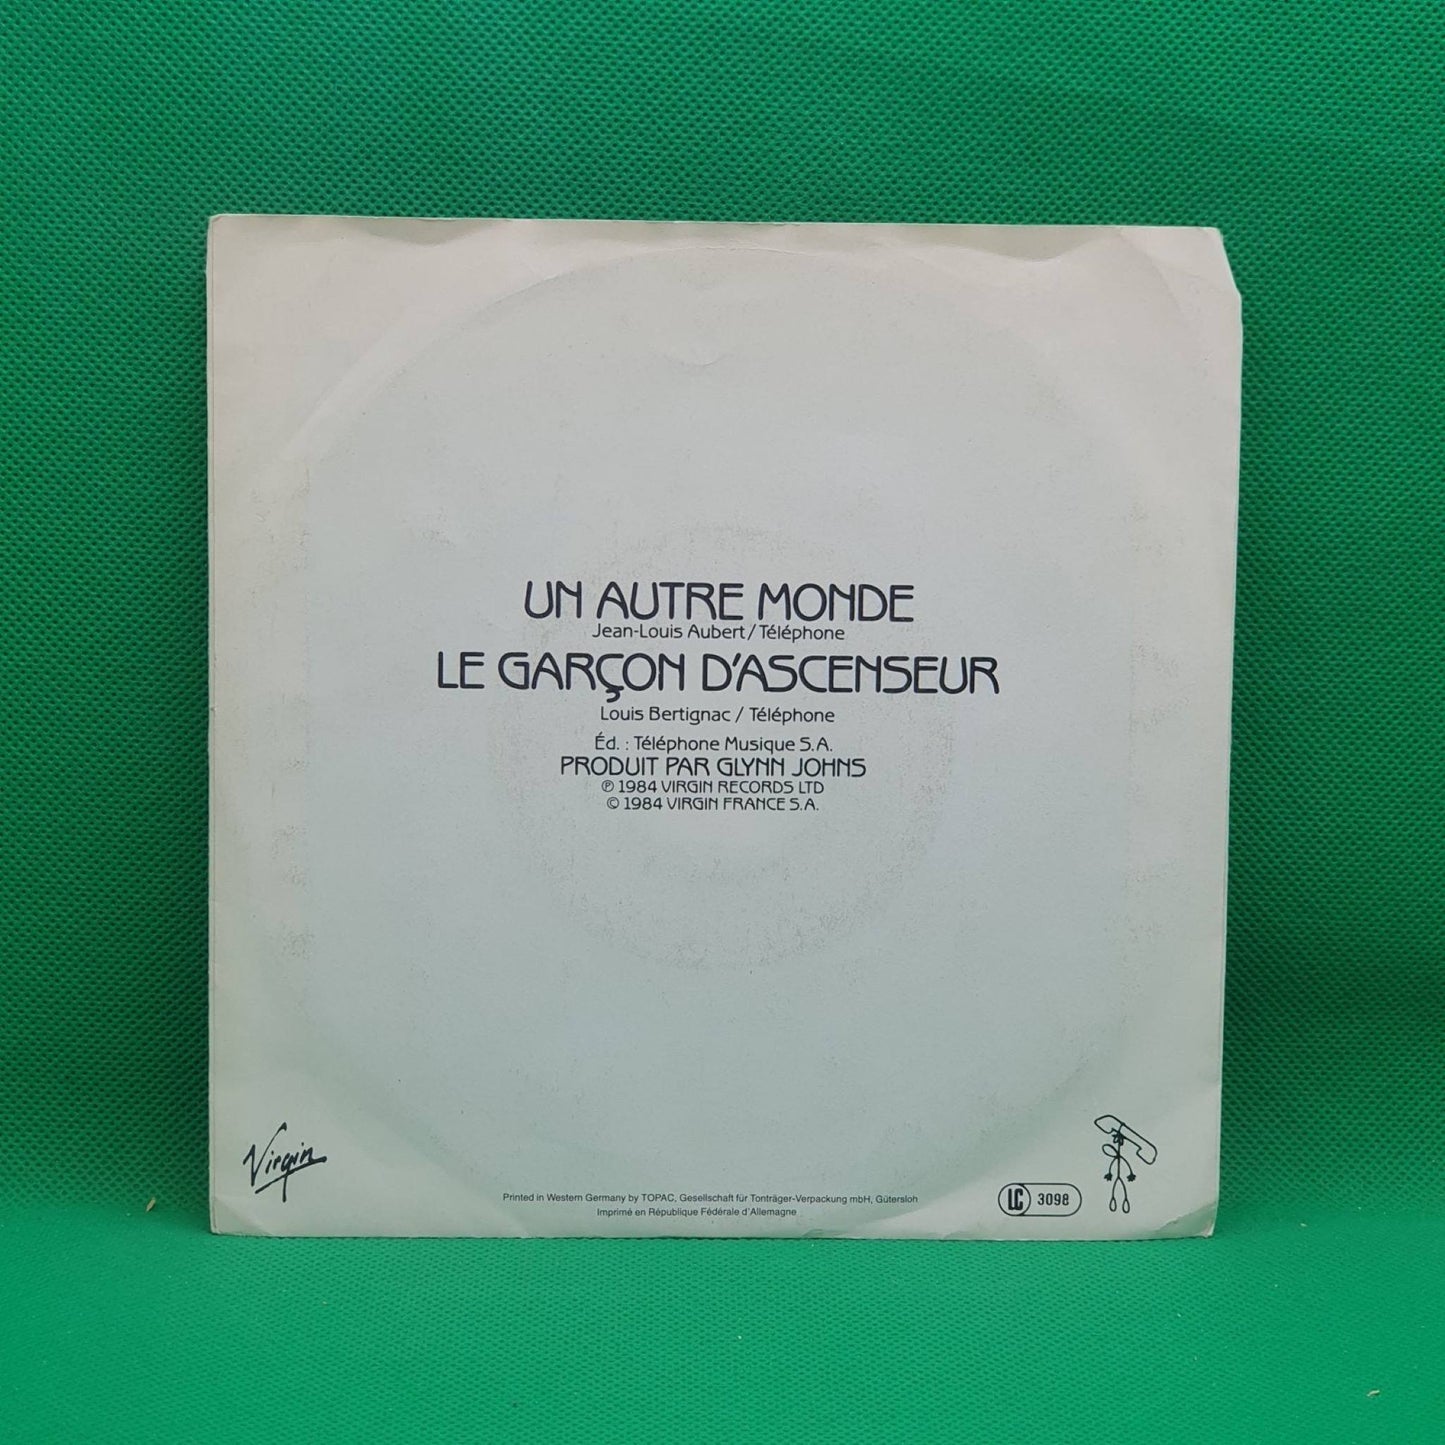 UN AUTRE MONDE
Jean-Louis Aubert/Téléphone
LE GARÇON D'ASCENSEUR
Louis Bertignac / Téléphone
Éd. : Téléphone Musique S.A.
PRODUIT PAR GLYNN JOHNS
℗ 1984 VIRGIN RECORDS LTD
© 1984 VIRGIN FRANCE S.A.
Virgin
Printed in Western Germany by TOPAC, Gesellschaft für Tonträger-Verpackung mbH, Gütersloh
Imprimé en République Fédérale d'Allemagne
LC 3098